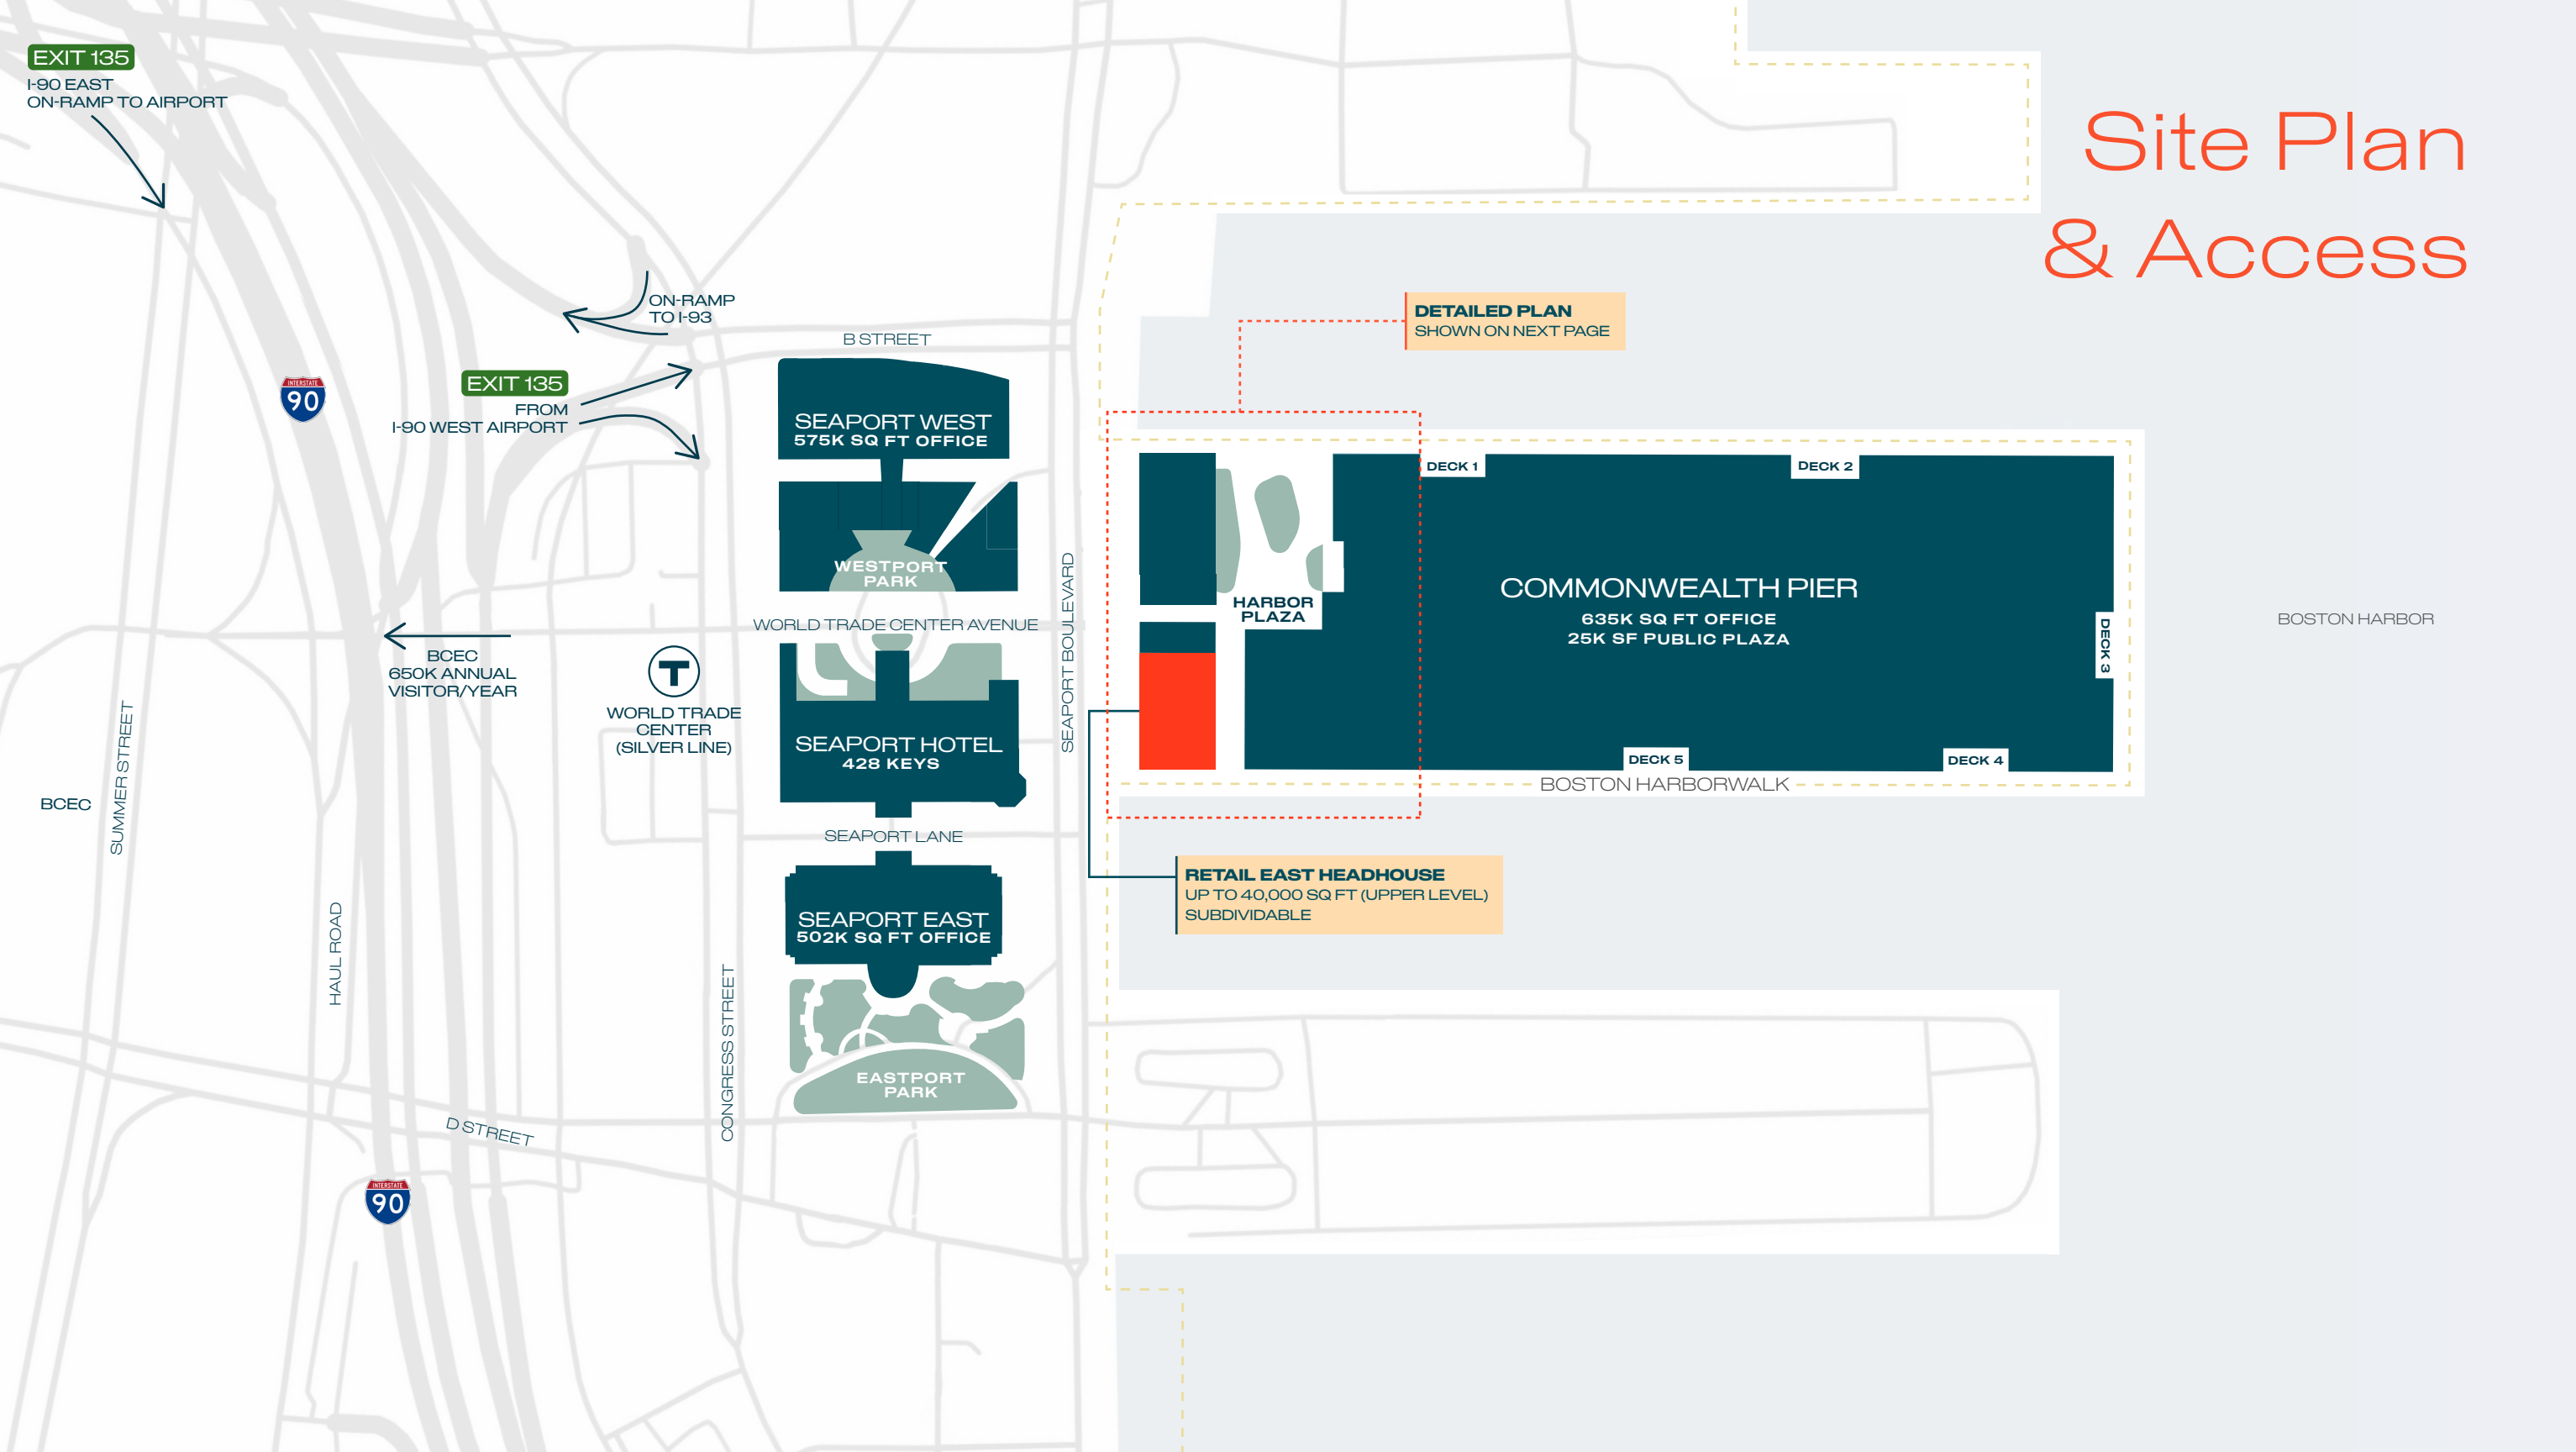 Site Plan
& Access
EXIT 135
I-90 EAST
ON-RAMP TO AIRPORT
ON-RAMP
TO I-93
EXIT 135
FROM
I-90 WEST AIRPORT
INTERSTATE
90
B STREET
SEAPORT WEST
575K SQ FT OFFICE
WESTPORT
PARK
WORLD TRADE CENTER AVENUE
BCEC
650K ANNUAL
VISITOR/YEAR
T
WORLD TRADE
CENTER
(SILVER LINE)
SEAPORT HOTEL
428 KEYS
SEAPORT LANE
SEAPORT EAST
502K SQ FT OFFICE
EASTPORT
PARK
BCEC
SUMMER STREET
HAUL ROAD
CONGRESS STREET
D STREET
INTERSTATE
90
SEAPORT BOULEVARD
DETAILED PLAN
SHOWN ON NEXT PAGE
DECK 1
DECK 2
HARBOR
PLAZA
COMMONWEALTH PIER
635K SQ FT OFFICE
25K SF PUBLIC PLAZA
DECK 3
DECK 5
DECK 4
BOSTON HARBORWALK
BOSTON HARBOR
RETAIL EAST HEADHOUSE
UP TO 40,000 SQ FT (UPPER LEVEL)
SUBDIVIDABLE